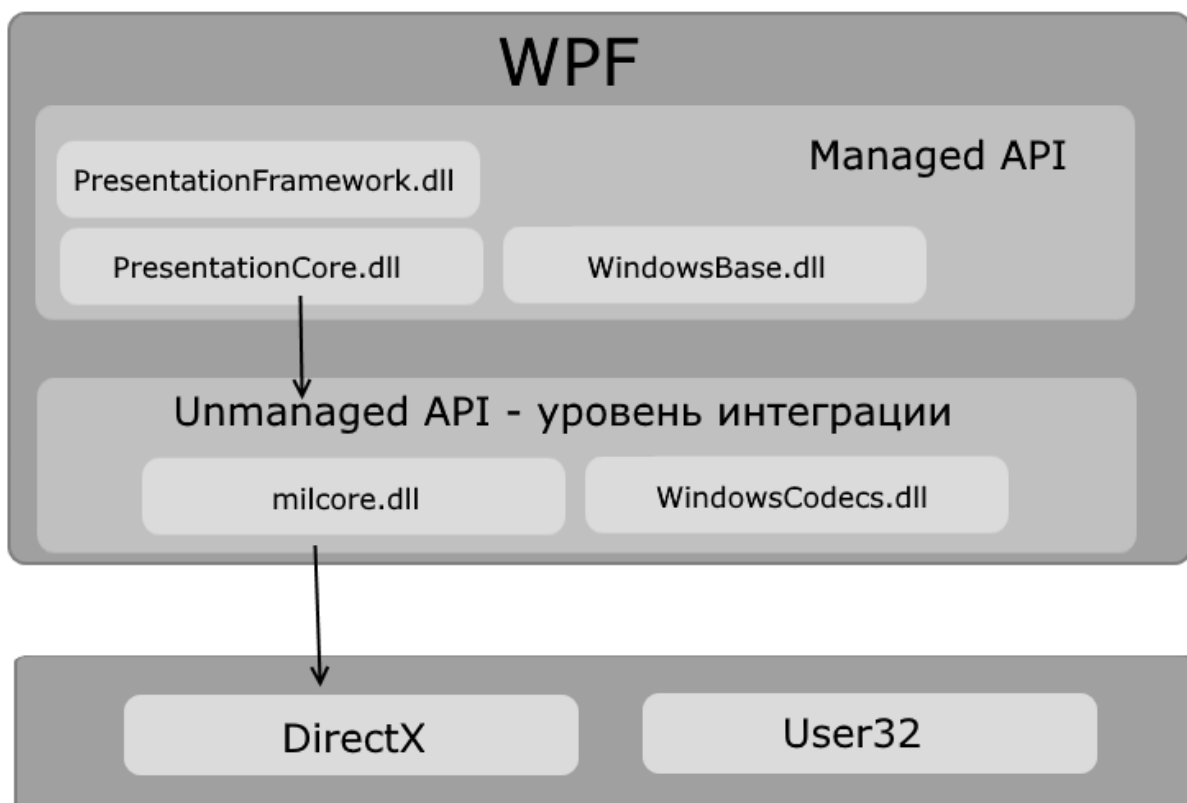 WPF
Managed API
PresentationFramework.dll
PresentationCore.dll
WindowsBase.dll
Unmanaged API - уровень интеграции
milcore.dll
WindowsCodecs.dll
DirectX
User32